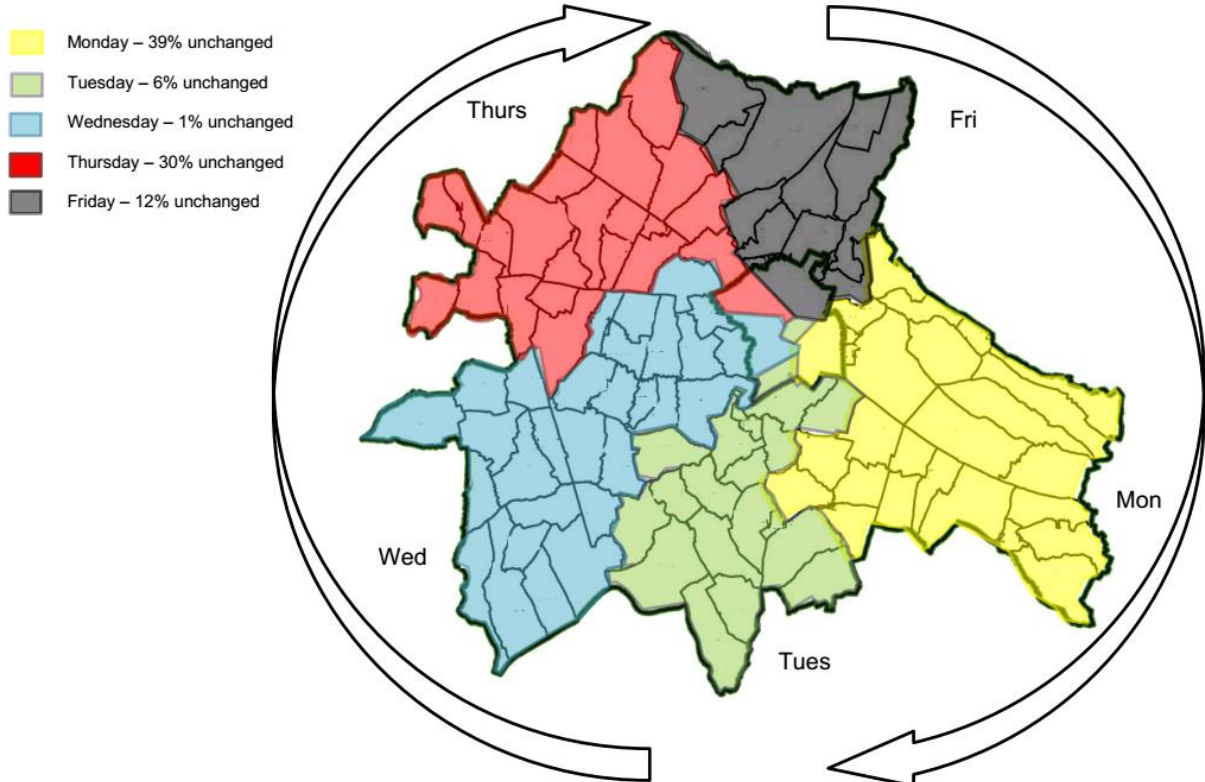 Monday – 39% unchanged
Tuesday – 6% unchanged
Wednesday – 1% unchanged
Thursday – 30% unchanged
Friday – 12% unchanged
Thurs
Fri
Mon
Wed
Tues